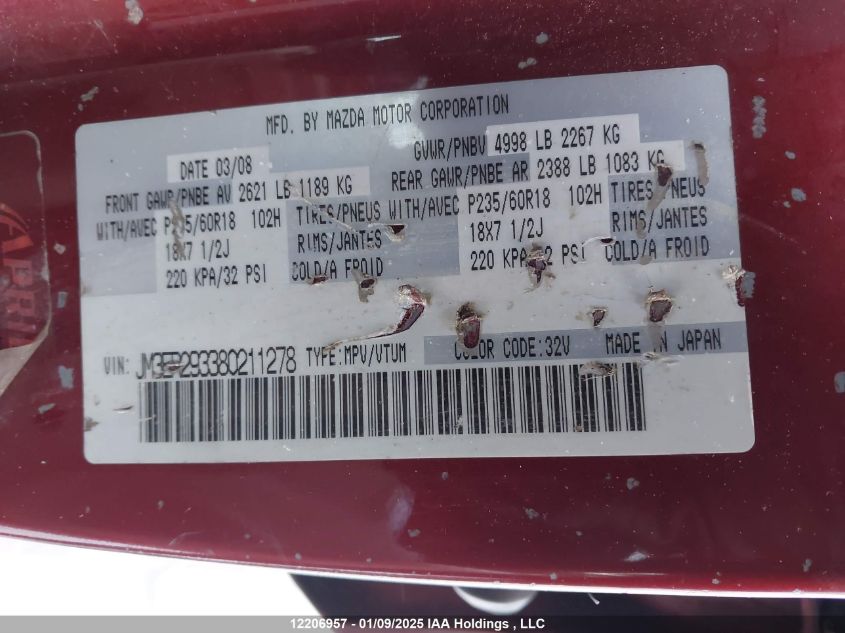 MFD. BY MAZDA MOTOR CORPORATION
DATE 03/08 GVWR/PNBV 4998 LB 2267 KG
FRONT GAWR/PNBE AV 2621 LB 1189 KG REAR GAWR/PNBE AR 2388 LB 1083 KG
WITH/AVEC P235/60R18 102H TIRES/PNEUS WITH/AVEC P235/60R18 102H TIRES/PNEUS
18X7 1/2J RIMS/JANTES 18X7 1/2J RIMS/JANTES
220 KPA/32 PSI COLD/A FROID 220 KPA/32 PSI COLD/A FROID
VIN: JM3ER293380211278 TYPE:MPV/VTUM COLOR CODE:32V MADE IN JAPAN
APRIL
12206957 - 01/09/2025 IAA Holdings , LLC